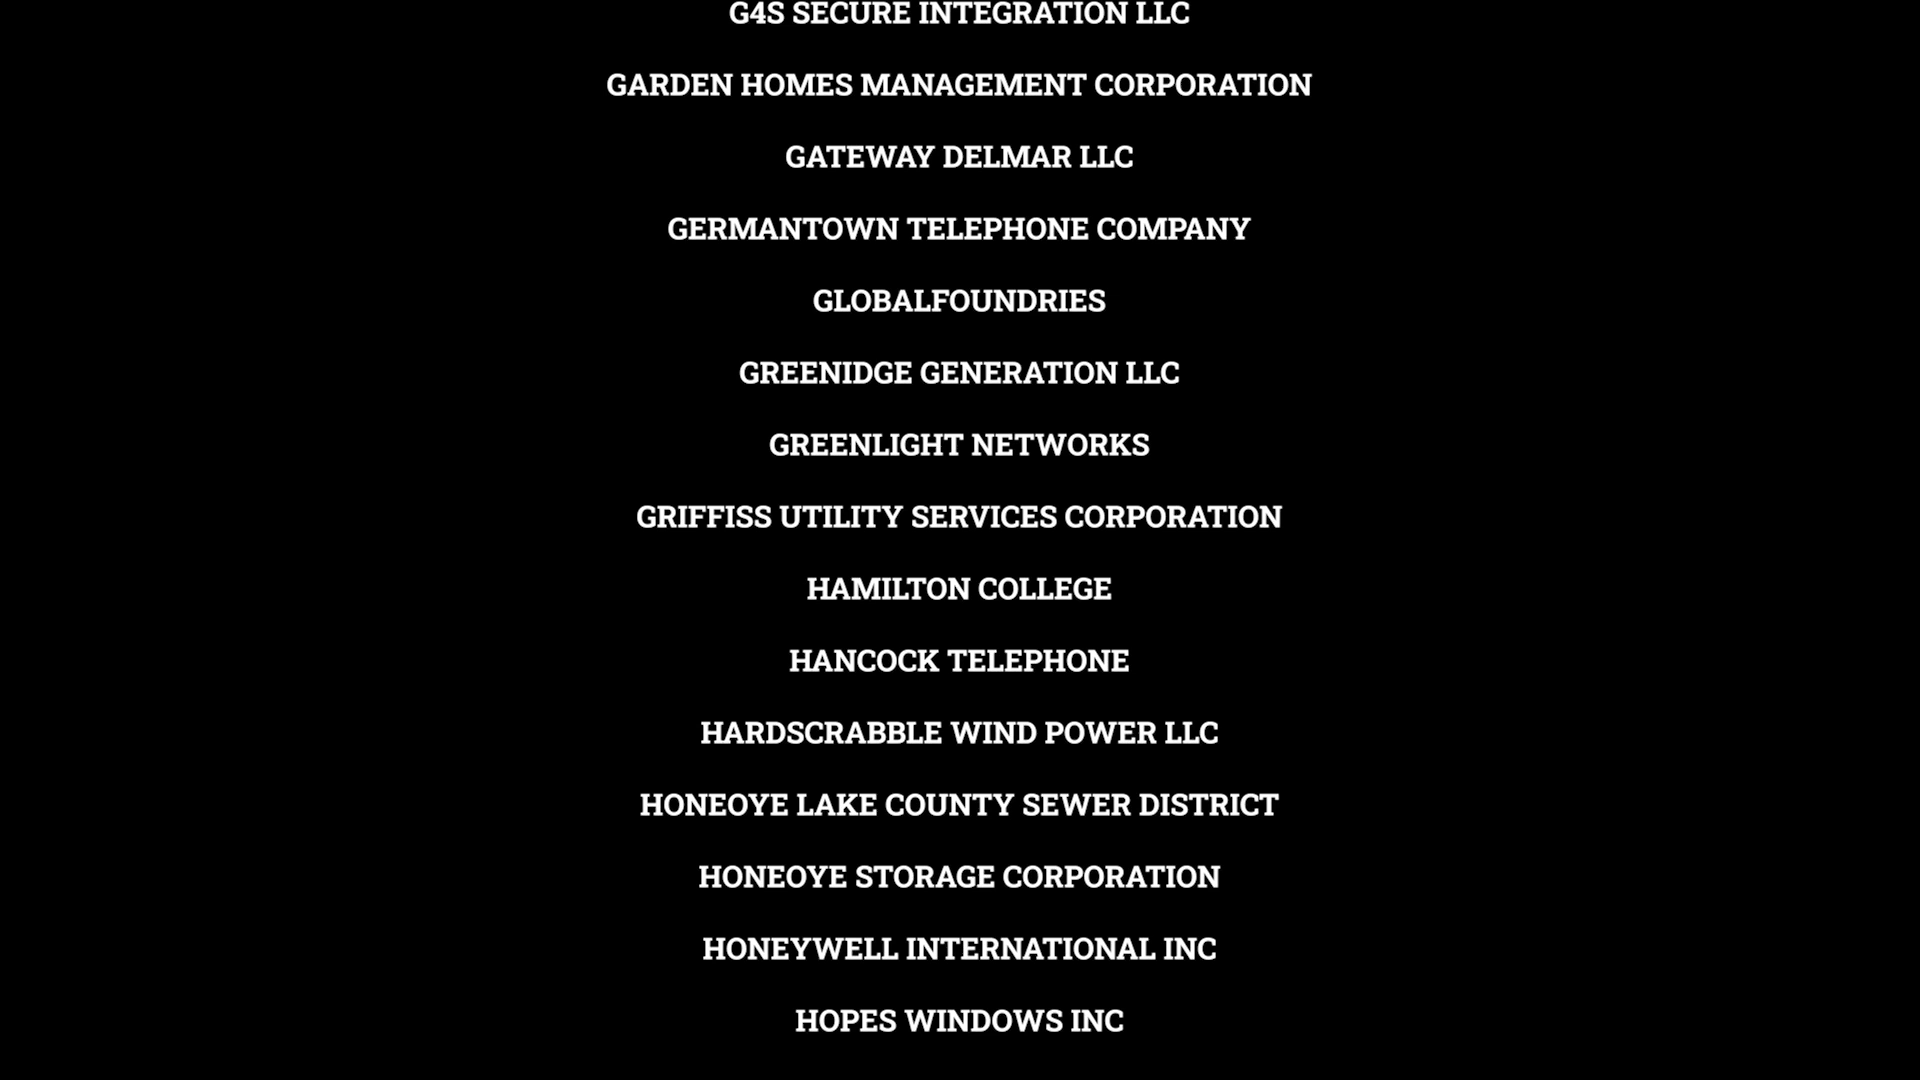 G4S SECURE INTEGRATION LLC
GARDEN HOMES MANAGEMENT CORPORATION
GATEWAY DELMAR LLC
GERMANTOWN TELEPHONE COMPANY
GLOBALFOUNDRIES
GREENIDGE GENERATION LLC
GREENLIGHT NETWORKS
GRIFFISS UTILITY SERVICES CORPORATION
HAMILTON COLLEGE
HANCOCK TELEPHONE
HARDSCRABBLE WIND POWER LLC
HONEOYE LAKE COUNTY SEWER DISTRICT
HONEOYE STORAGE CORPORATION
HONEYWELL INTERNATIONAL INC
HOPES WINDOWS INC